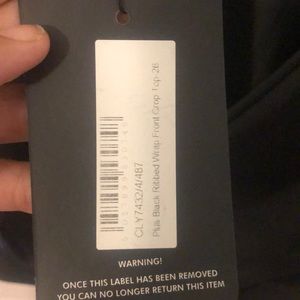 CLY7432/4/487
Plus Black Ribbed Wrap Front Crop Top-26
WARNING!
ONCE THIS LABEL HAS BEEN REMOVED
YOU CAN NO LONGER RETURN THIS ITEM